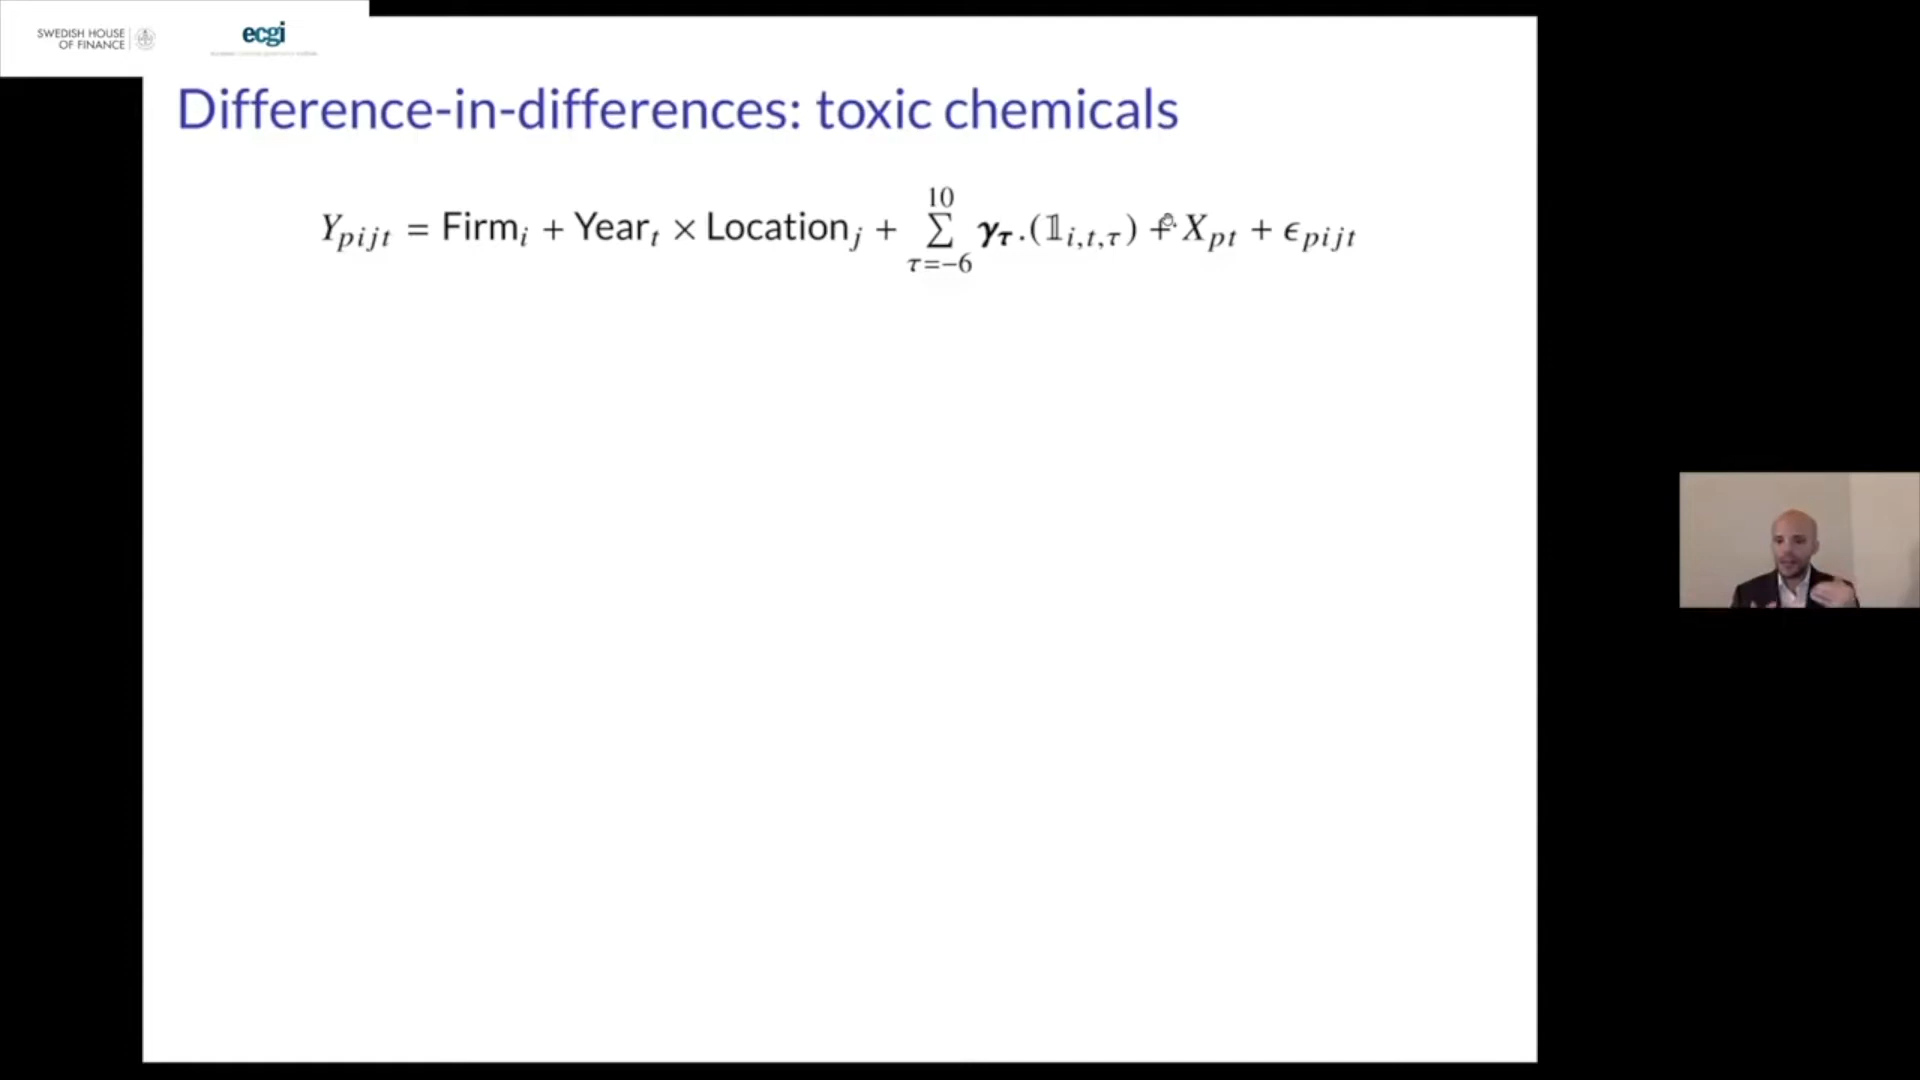 SWEDISH HOUSE
OF FINANCE
ecgi
Difference-in-differences: toxic chemicals
Y_{pijt} = Firm_i + Year_t × Location_j + \sum_{τ=-6}^{10} γ_τ.(𝟙_{i,t,τ}) + X_{pt} + ϵ_{pijt}